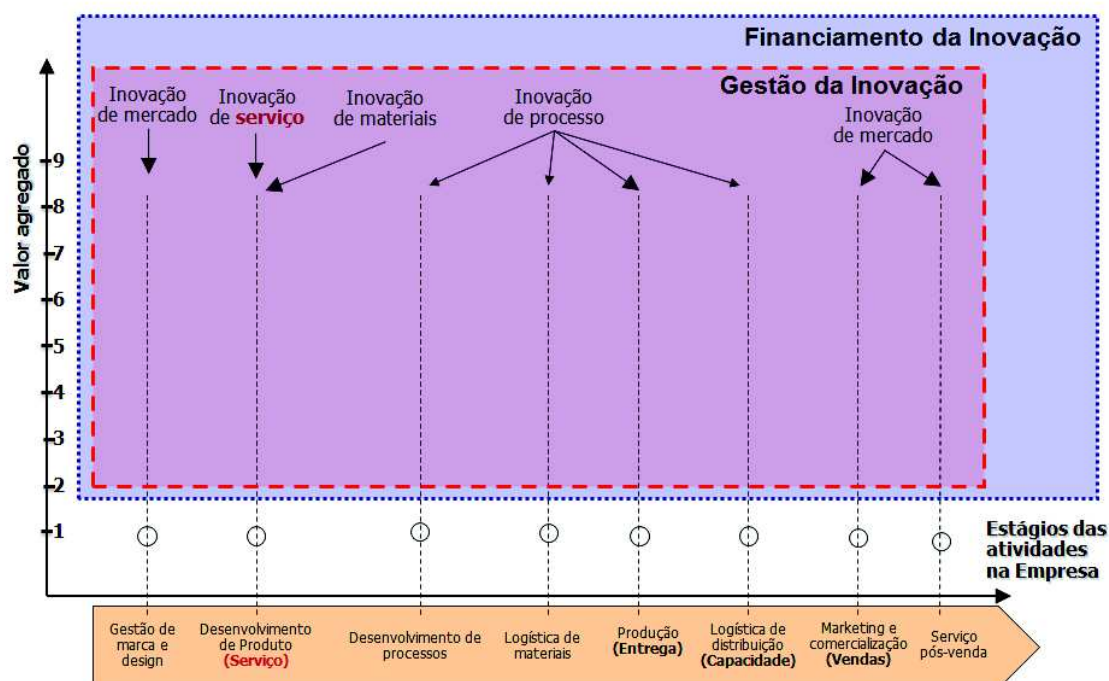 Financiamento da Inovação
Gestão da Inovação
Inovação
de mercado
Inovação
de serviço
Inovação
de materiais
Inovação
de processo
Inovação
de mercado
Valor agregado
9
8
7
6
5
4
3
2
1
Estágios das
atividades
na Empresa
Gestão de
marca e
design
Desenvolvimento
de Produto
(Serviço)
Desenvolvimento de
processos
Logística de
materiais
Produção
(Entrega)
Logística de
distribuição
(Capacidade)
Marketing e
comercialização
(Vendas)
Serviço
pós-venda